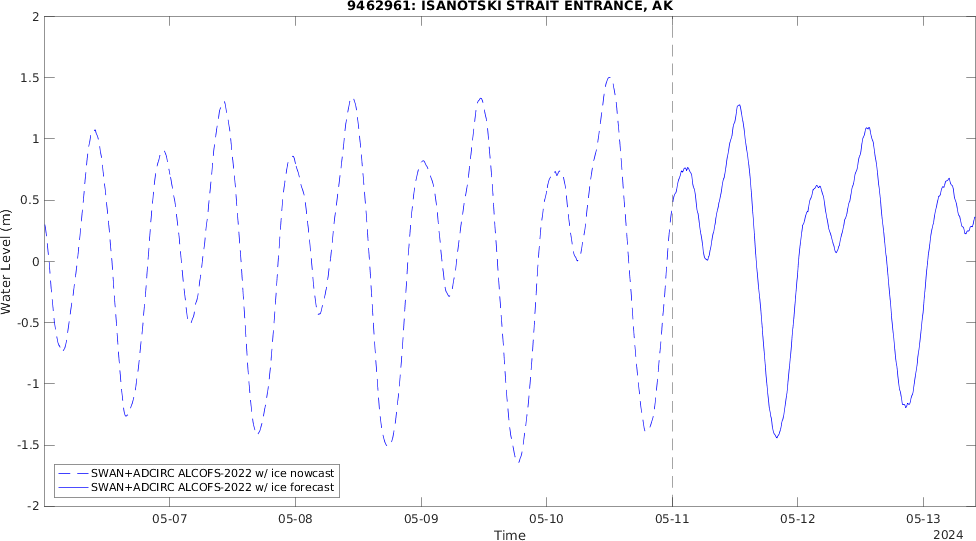 9462961: ISANOTSKI STRAIT ENTRANCE, AK
Water Level (m)
2
1.5
1
0.5
0
-0.5
-1
-1.5
-2
SWAN+ADCIRC ALCOFS-2022 w/ ice nowcast
SWAN+ADCIRC ALCOFS-2022 w/ ice forecast
05-07 05-08 05-09 05-10 05-11 05-12 05-13
Time
2024